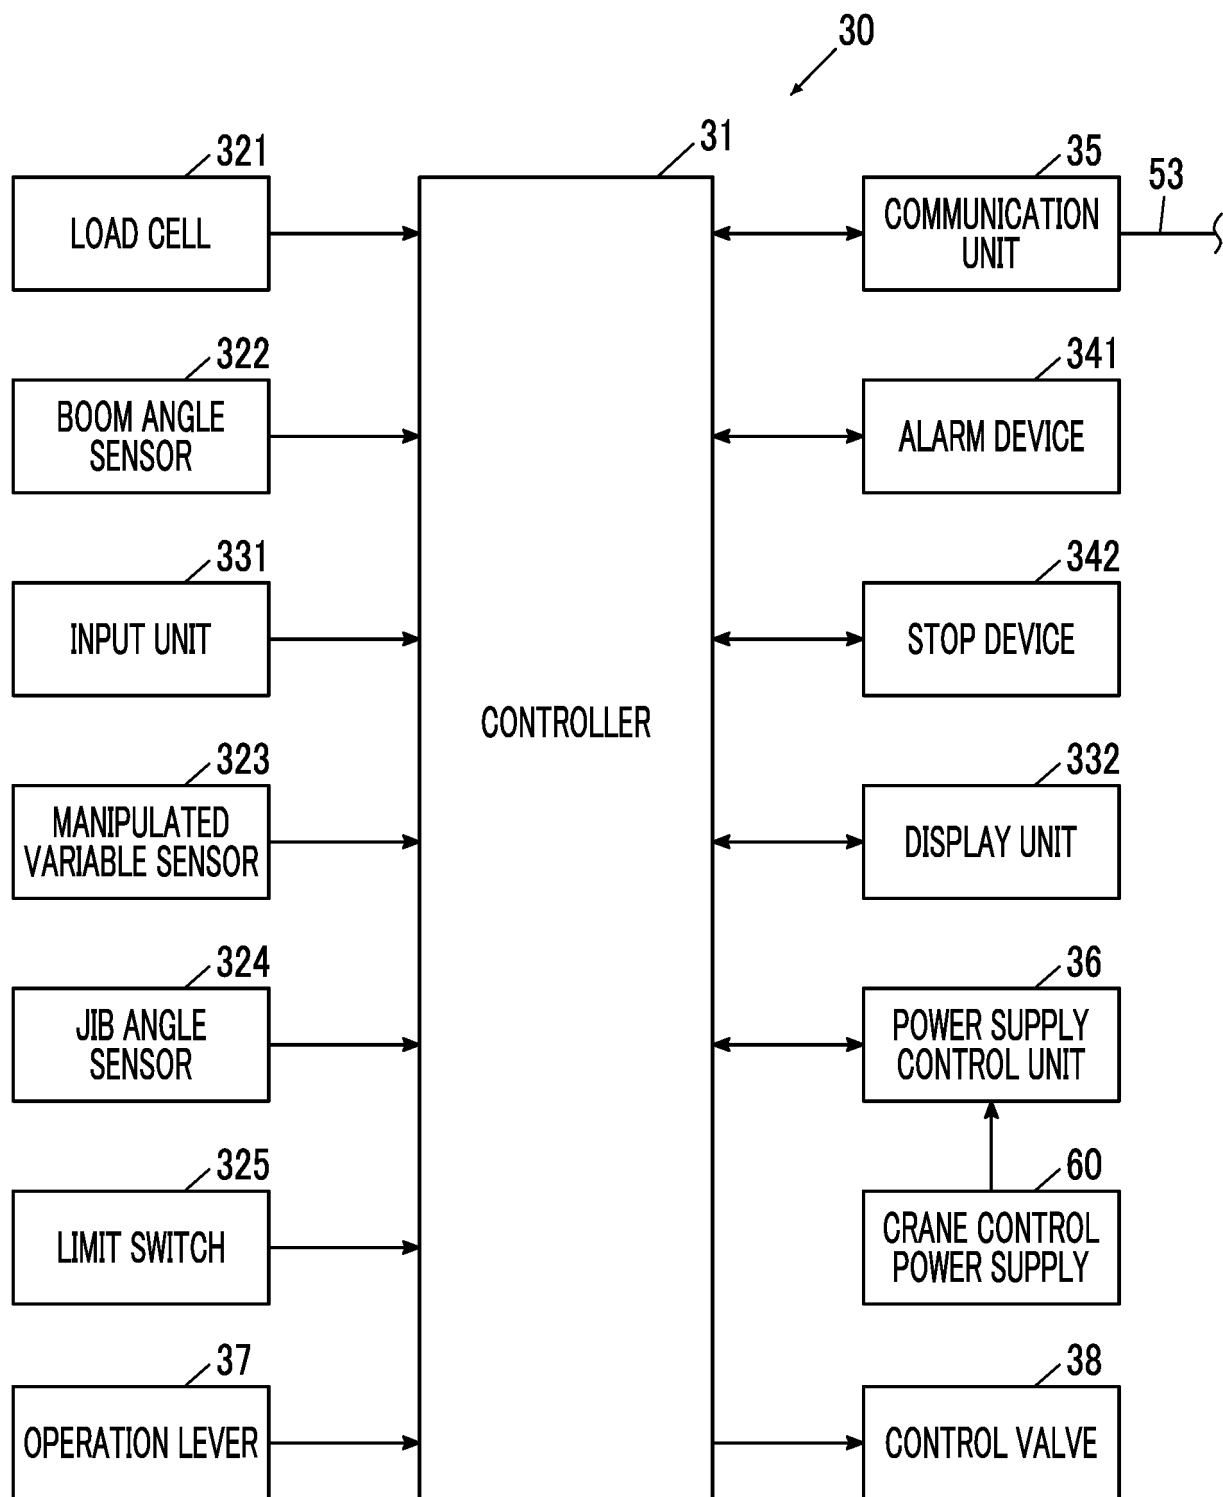 30
321
LOAD CELL
31
CONTROLLER
35
COMMUNICATION
UNIT
53
322
BOOM ANGLE
SENSOR
341
ALARM DEVICE
331
INPUT UNIT
342
STOP DEVICE
323
MANIPULATED
VARIABLE SENSOR
332
DISPLAY UNIT
324
JIB ANGLE
SENSOR
36
POWER SUPPLY
CONTROL UNIT
325
LIMIT SWITCH
60
CRANE CONTROL
POWER SUPPLY
37
OPERATION LEVER
38
CONTROL VALVE